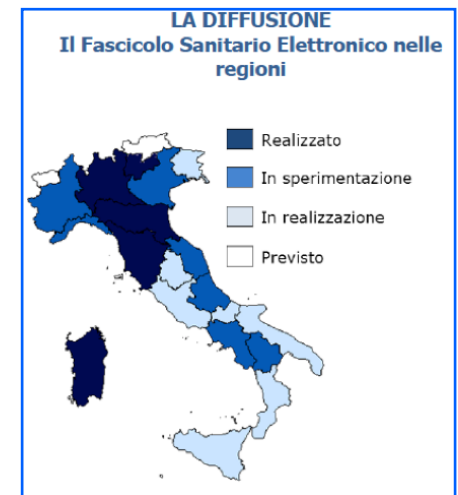 LA DIFFUSIONE
Il Fascicolo Sanitario Elettronico nelle
regioni
Realizzato
In sperimentazione
In realizzazione
Previsto